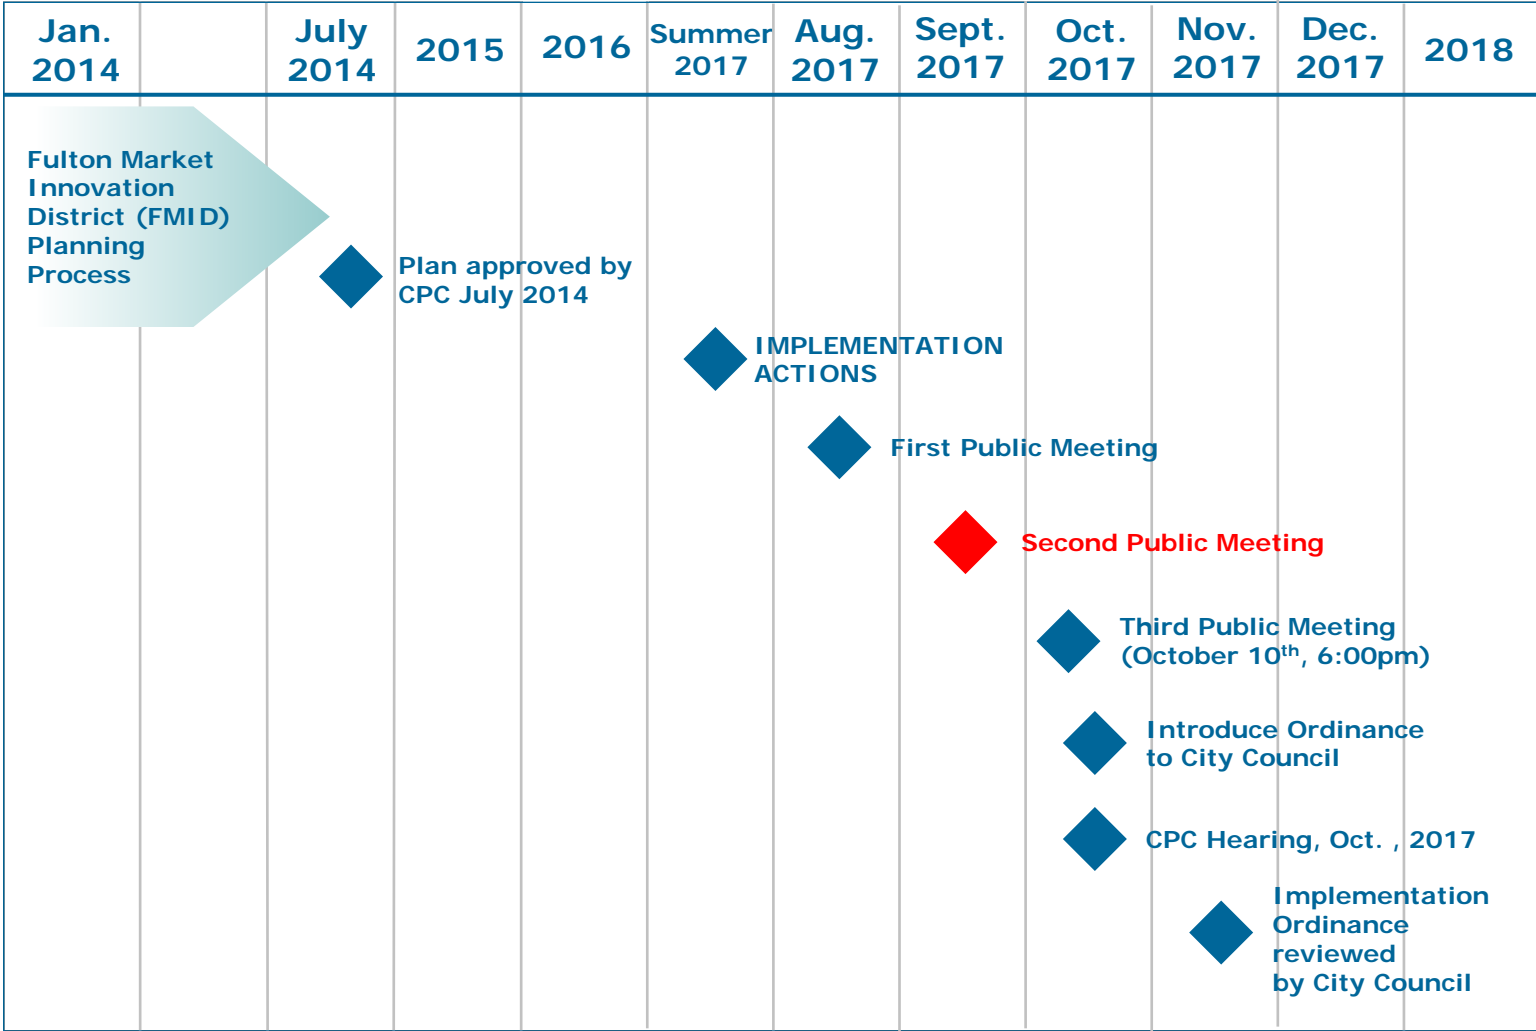 Jan.
2014
July
2014
2015
2016
Summer
2017
Aug.
2017
Sept.
2017
Oct.
2017
Nov.
2017
Dec.
2017
2018
Fulton Market
Innovation
District (FMID)
Planning
Process
Plan approved by
CPC July 2014
IMPLEMENTATION
ACTIONS
First Public Meeting
Second Public Meeting
Third Public Meeting
(October 10th, 6:00pm)
Introduce Ordinance
to City Council
CPC Hearing, Oct. , 2017
Implementation
Ordinance
reviewed
by City Council